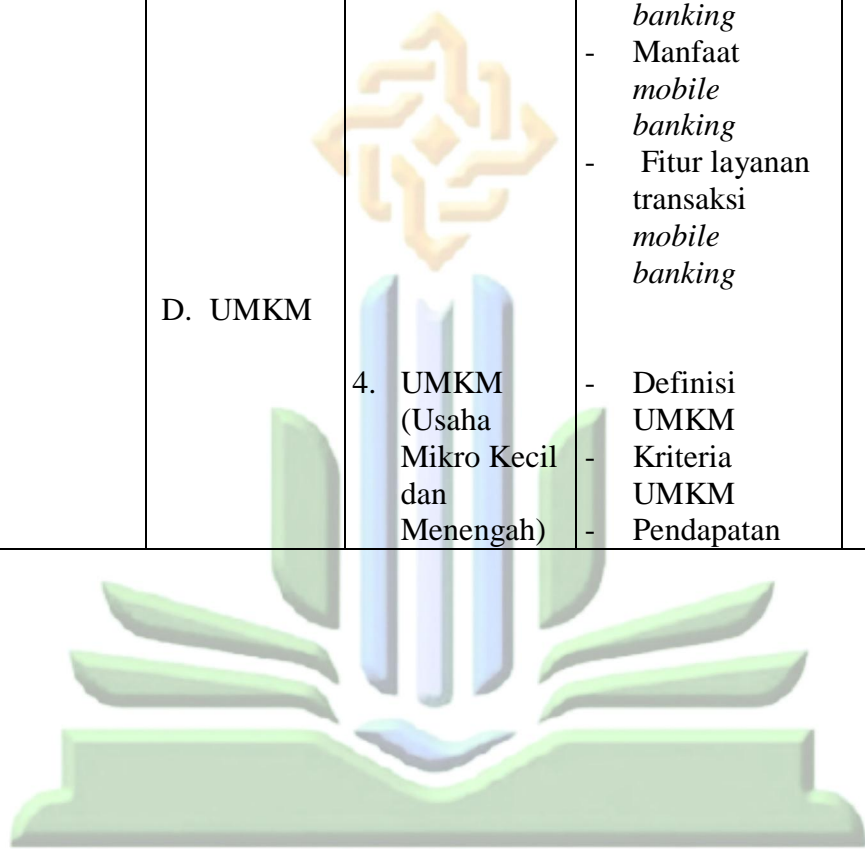 banking
- Manfaat
mobile
banking
- Fitur layanan
transaksi
mobile
banking
D. UMKM
4. UMKM - Definisi
(Usaha UMKM
Mikro Kecil - Kriteria
dan UMKM
Menengah) - Pendapatan